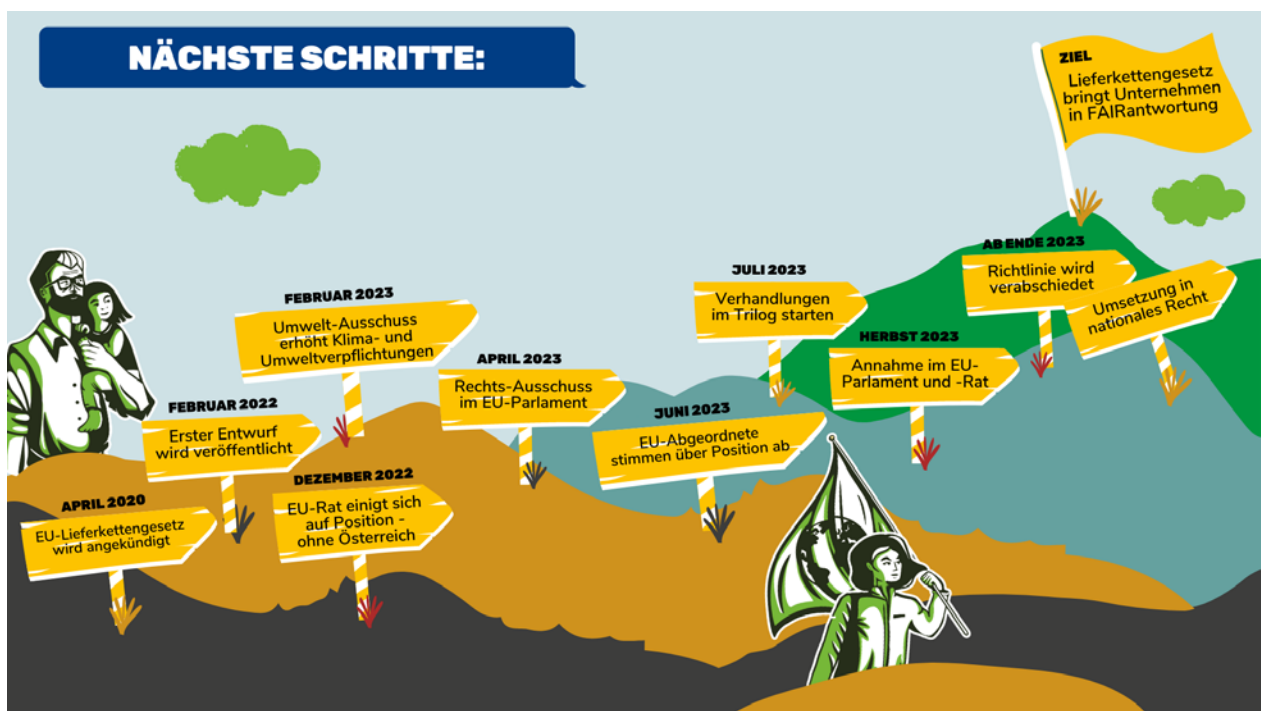 NÄCHSTE SCHRITTE:
APRIL 2020
EU-Lieferkettengesetz
wird angekündigt
FEBRUAR 2022
Erster Entwurf
wird veröffentlicht
DEZEMBER 2022
EU-Rat einigt sich
auf Position -
ohne Österreich
FEBRUAR 2023
Umwelt-Ausschuss
erhöht Klima- und
Umweltverpflichtungen
APRIL 2023
Rechts-Ausschuss
im EU-Parlament
JUNI 2023
EU-Abgeordnete
stimmen über Position ab
JULI 2023
Verhandlungen
im Trilog starten
HERBST 2023
Annahme im EU-
Parlament und -Rat
AB ENDE 2023
Richtlinie wird
verabschiedet
Umsetzung in
nationales Recht
ZIEL
Lieferkettengesetz
bringt Unternehmen
in FAIRantwortung